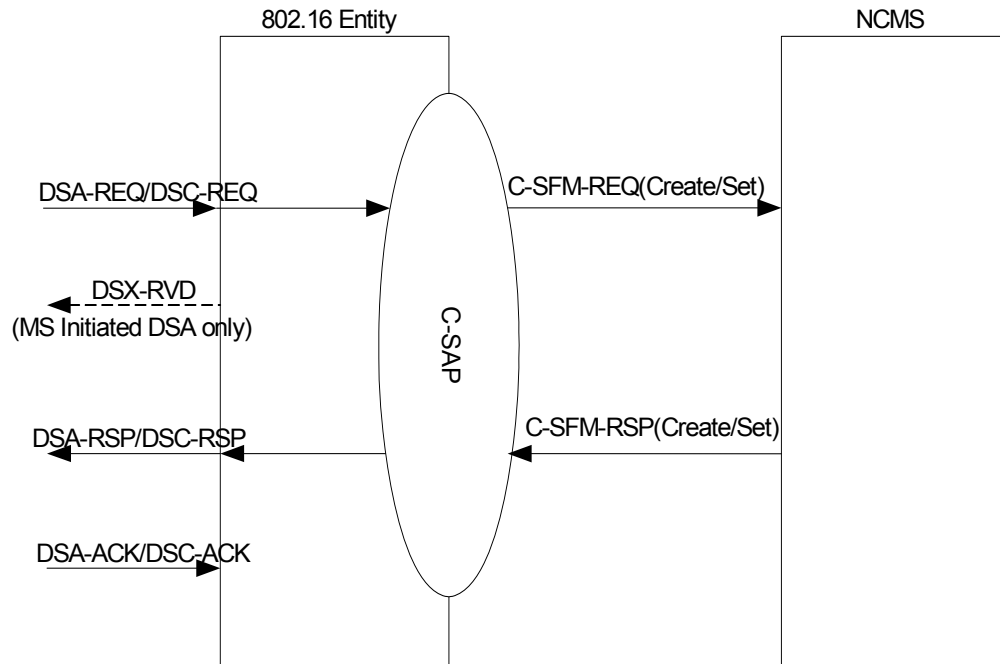 802.16 Entity
NCMS
DSA-REQ/DSC-REQ
C-SFM-REQ(Create/Set)
DSX-RVD
(MS Initiated DSA only)
C-SAP
DSA-RSP/DSC-RSP
C-SFM-RSP(Create/Set)
DSA-ACK/DSC-ACK